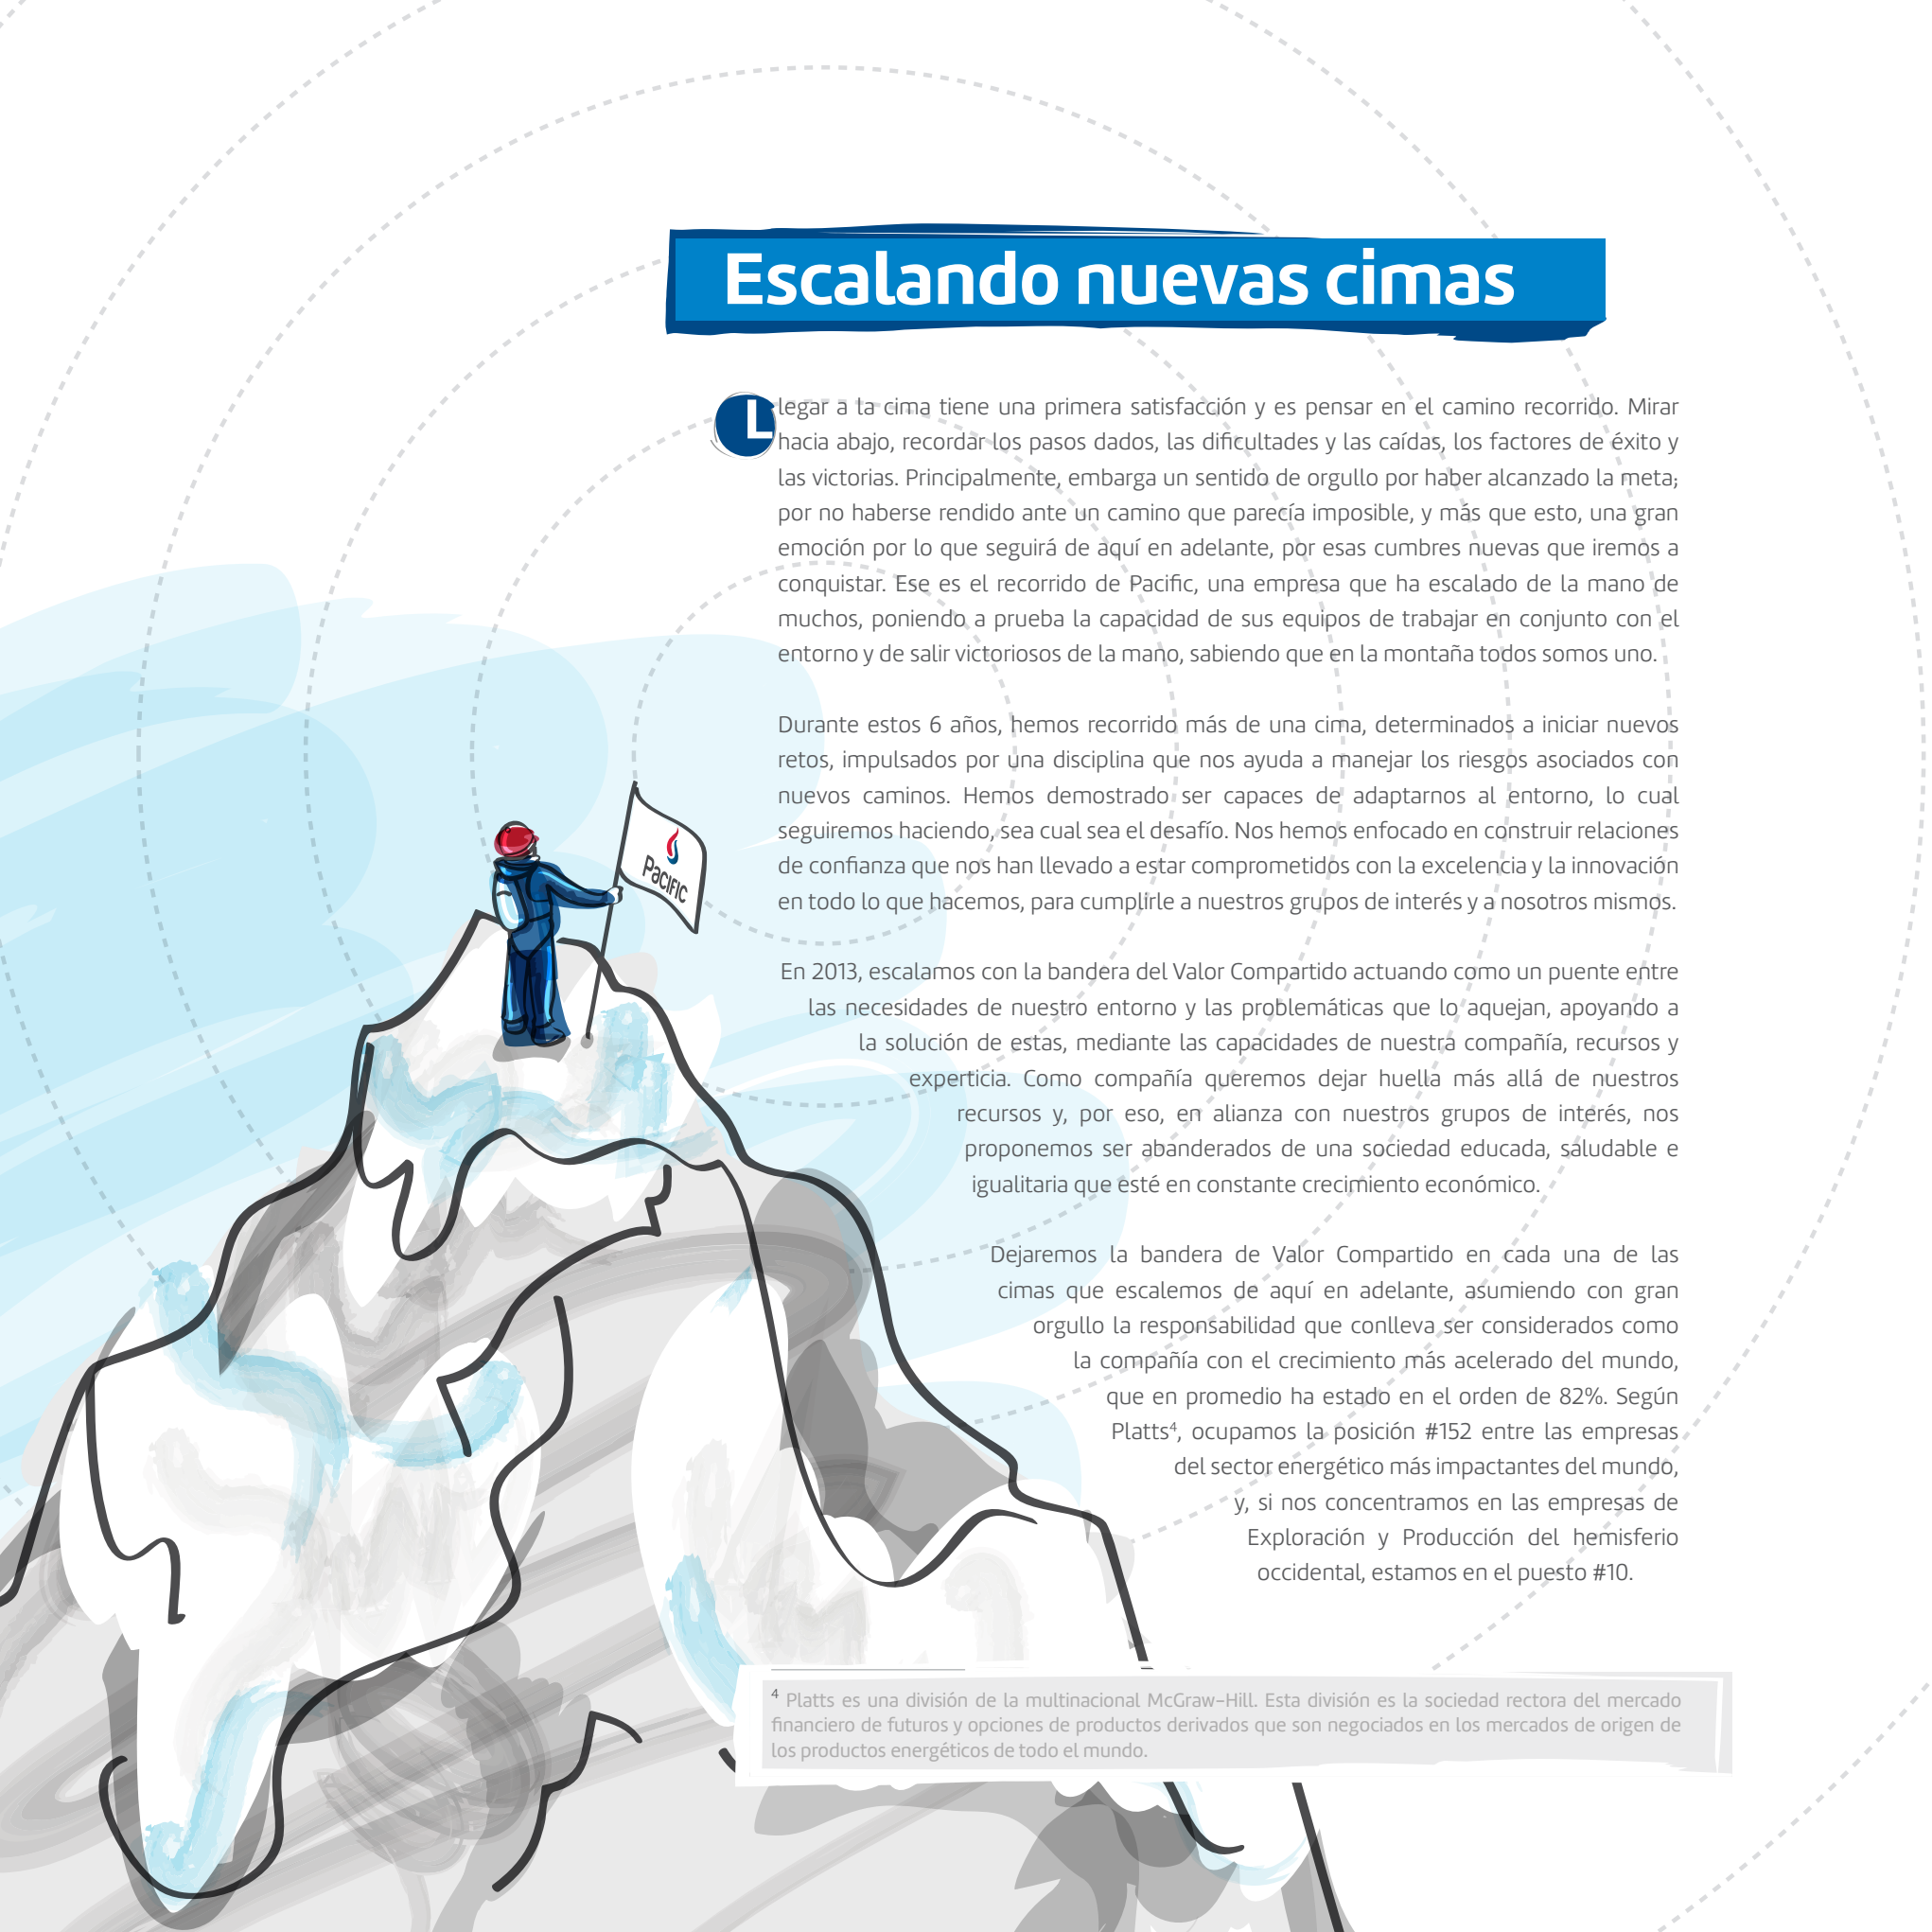 Escalando nuevas cimas
Llegar a la cima tiene una primera satisfacción y es pensar en el camino recorrido. Mirar
hacia abajo, recordar los pasos dados, las dificultades y las caídas, los factores de éxito y
las victorias. Principalmente, embarga un sentido de orgullo por haber alcanzado la meta;
por no haberse rendido ante un camino que parecía imposible, y más que esto, una gran
emoción por lo que seguirá de aquí en adelante, por esas cumbres nuevas que iremos a
conquistar. Ese es el recorrido de Pacific, una empresa que ha escalado de la mano de
muchos, poniendo a prueba la capacidad de sus equipos de trabajar en conjunto con el
entorno y de salir victoriosos de la mano, sabiendo que en la montaña todos somos uno.
Durante estos 6 años, hemos recorrido más de una cima, determinados a iniciar nuevos
retos, impulsados por una disciplina que nos ayuda a manejar los riesgos asociados con
nuevos caminos. Hemos demostrado ser capaces de adaptarnos al entorno, lo cual
seguiremos haciendo, sea cual sea el desafío. Nos hemos enfocado en construir relaciones
de confianza que nos han llevado a estar comprometidos con la excelencia y la innovación
en todo lo que hacemos, para cumplirle a nuestros grupos de interés y a nosotros mismos.
PACIFIC
En 2013, escalamos con la bandera del Valor Compartido actuando como un puente entre
las necesidades de nuestro entorno y las problemáticas que lo aquejan, apoyando a
la solución de estas, mediante las capacidades de nuestra compañía, recursos y
experticia. Como compañía queremos dejar huella más allá de nuestros
recursos y, por eso, en alianza con nuestros grupos de interés, nos
proponemos ser abanderados de una sociedad educada, saludable e
igualitaria que esté en constante crecimiento económico.
Dejaremos la bandera de Valor Compartido en cada una de las
cimas que escalemos de aquí en adelante, asumiendo con gran
orgullo la responsabilidad que conlleva ser considerados como
la compañía con el crecimiento más acelerado del mundo,
que en promedio ha estado en el orden de 82%. Según
Platts⁴, ocupamos la posición #152 entre las empresas
del sector energético más impactantes del mundo,
y, si nos concentramos en las empresas de
Exploración y Producción del hemisferio
occidental, estamos en el puesto #10.
⁴ Platts es una división de la multinacional McGraw-Hill. Esta división es la sociedad rectora del mercado
financiero de futuros y opciones de productos derivados que son negociados en los mercados de origen de
los productos energéticos de todo el mundo.